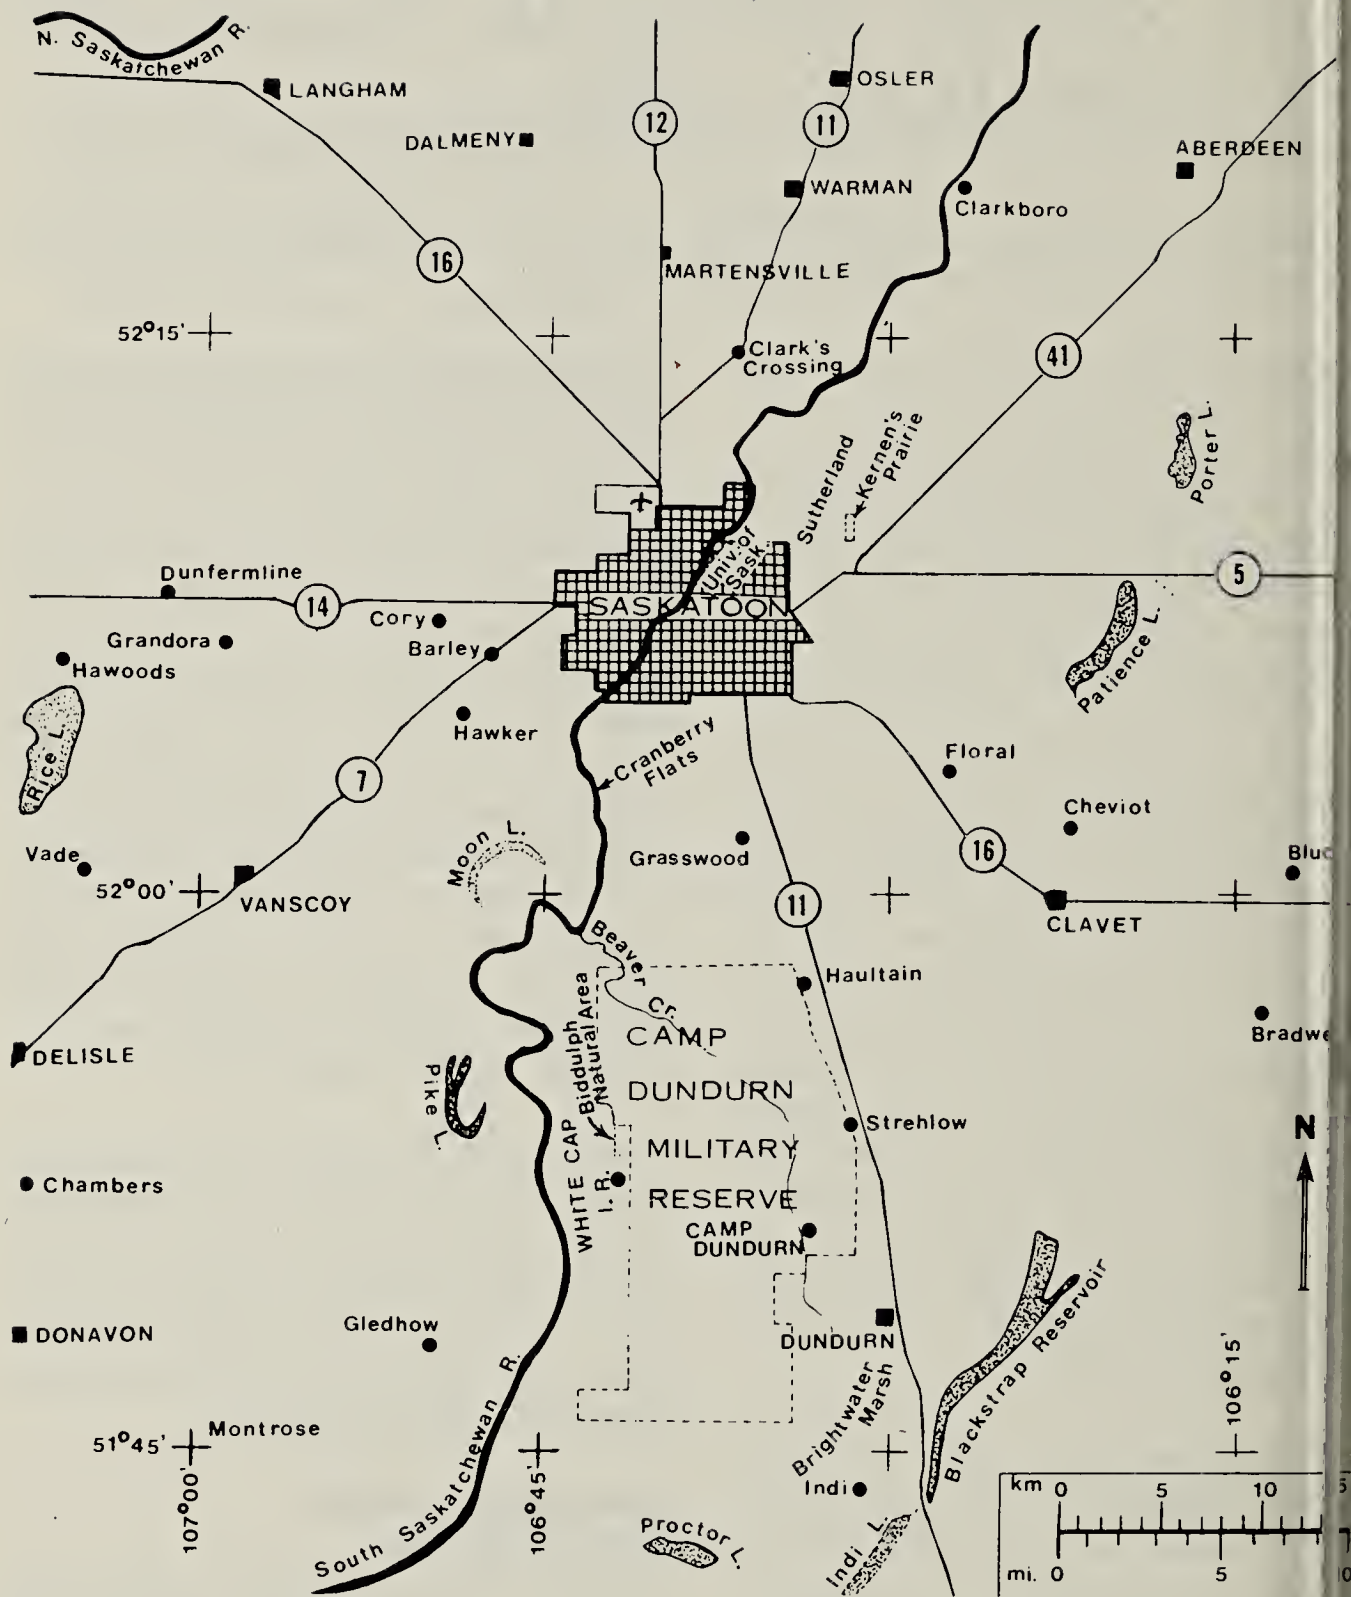 N. Saskatchewan R.
LANGHAM
DALMENY
12
OSLER
11
WARMAN
ABERDEEN
Clarkboro
16
MARTENSVILLE
52°15'
Clark's
Crossing
41
Porter L.
Sutherland
Kernen's
Prairie
Univ. of
Sask.
SASKATOON
5
Dunfermline
14
Cory
Grandora
Barley
Hawoods
Patience L.
Rice L.
Hawker
Cranberry
Flats
7
Floral
Cheviot
Moon L.
Grasswood
16
Vade
52°00'
VANSCOY
11
CLAVET
Beaver
Cr.
Haultain
DELISLE
Pike L.
Biddulph
Natural Area
CAMP
DUNDURN
MILITARY
RESERVE
Strehlow
N
Chambers
WHITE CAP
I. R.
CAMP
DUNDURN
DONAVON
Gledhow
DUNDURN
Brightwater
Marsh
Blackstrap Reservoir
106°15'
51°45'
Montrose
107°00'
106°45'
South Saskatchewan R.
Indi
Proctor L.
Indi L.
km 0 5 10
mi. 0 5